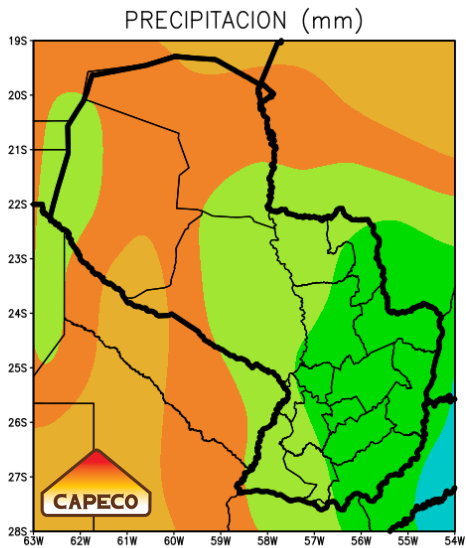 PRECIPITACION (mm)
19S
20S
21S
22S
23S
24S
25S
26S
27S
28S
CAPECO
63W 62W 61W 60W 59W 58W 57W 56W 55W 54W